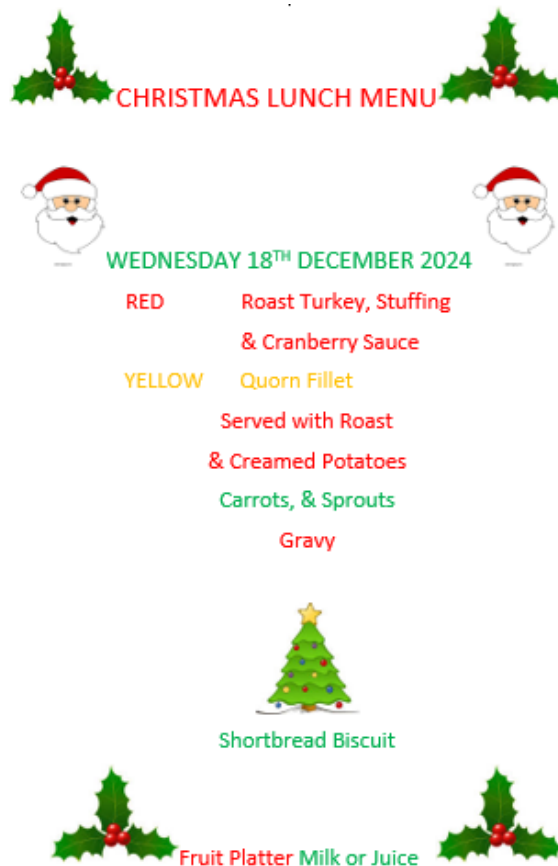 CHRISTMAS LUNCH MENU
WEDNESDAY 18TH DECEMBER 2024
RED Roast Turkey, Stuffing
& Cranberry Sauce
YELLOW Quorn Fillet
Served with Roast
& Creamed Potatoes
Carrots, & Sprouts
Gravy
Shortbread Biscuit
Fruit Platter Milk or Juice